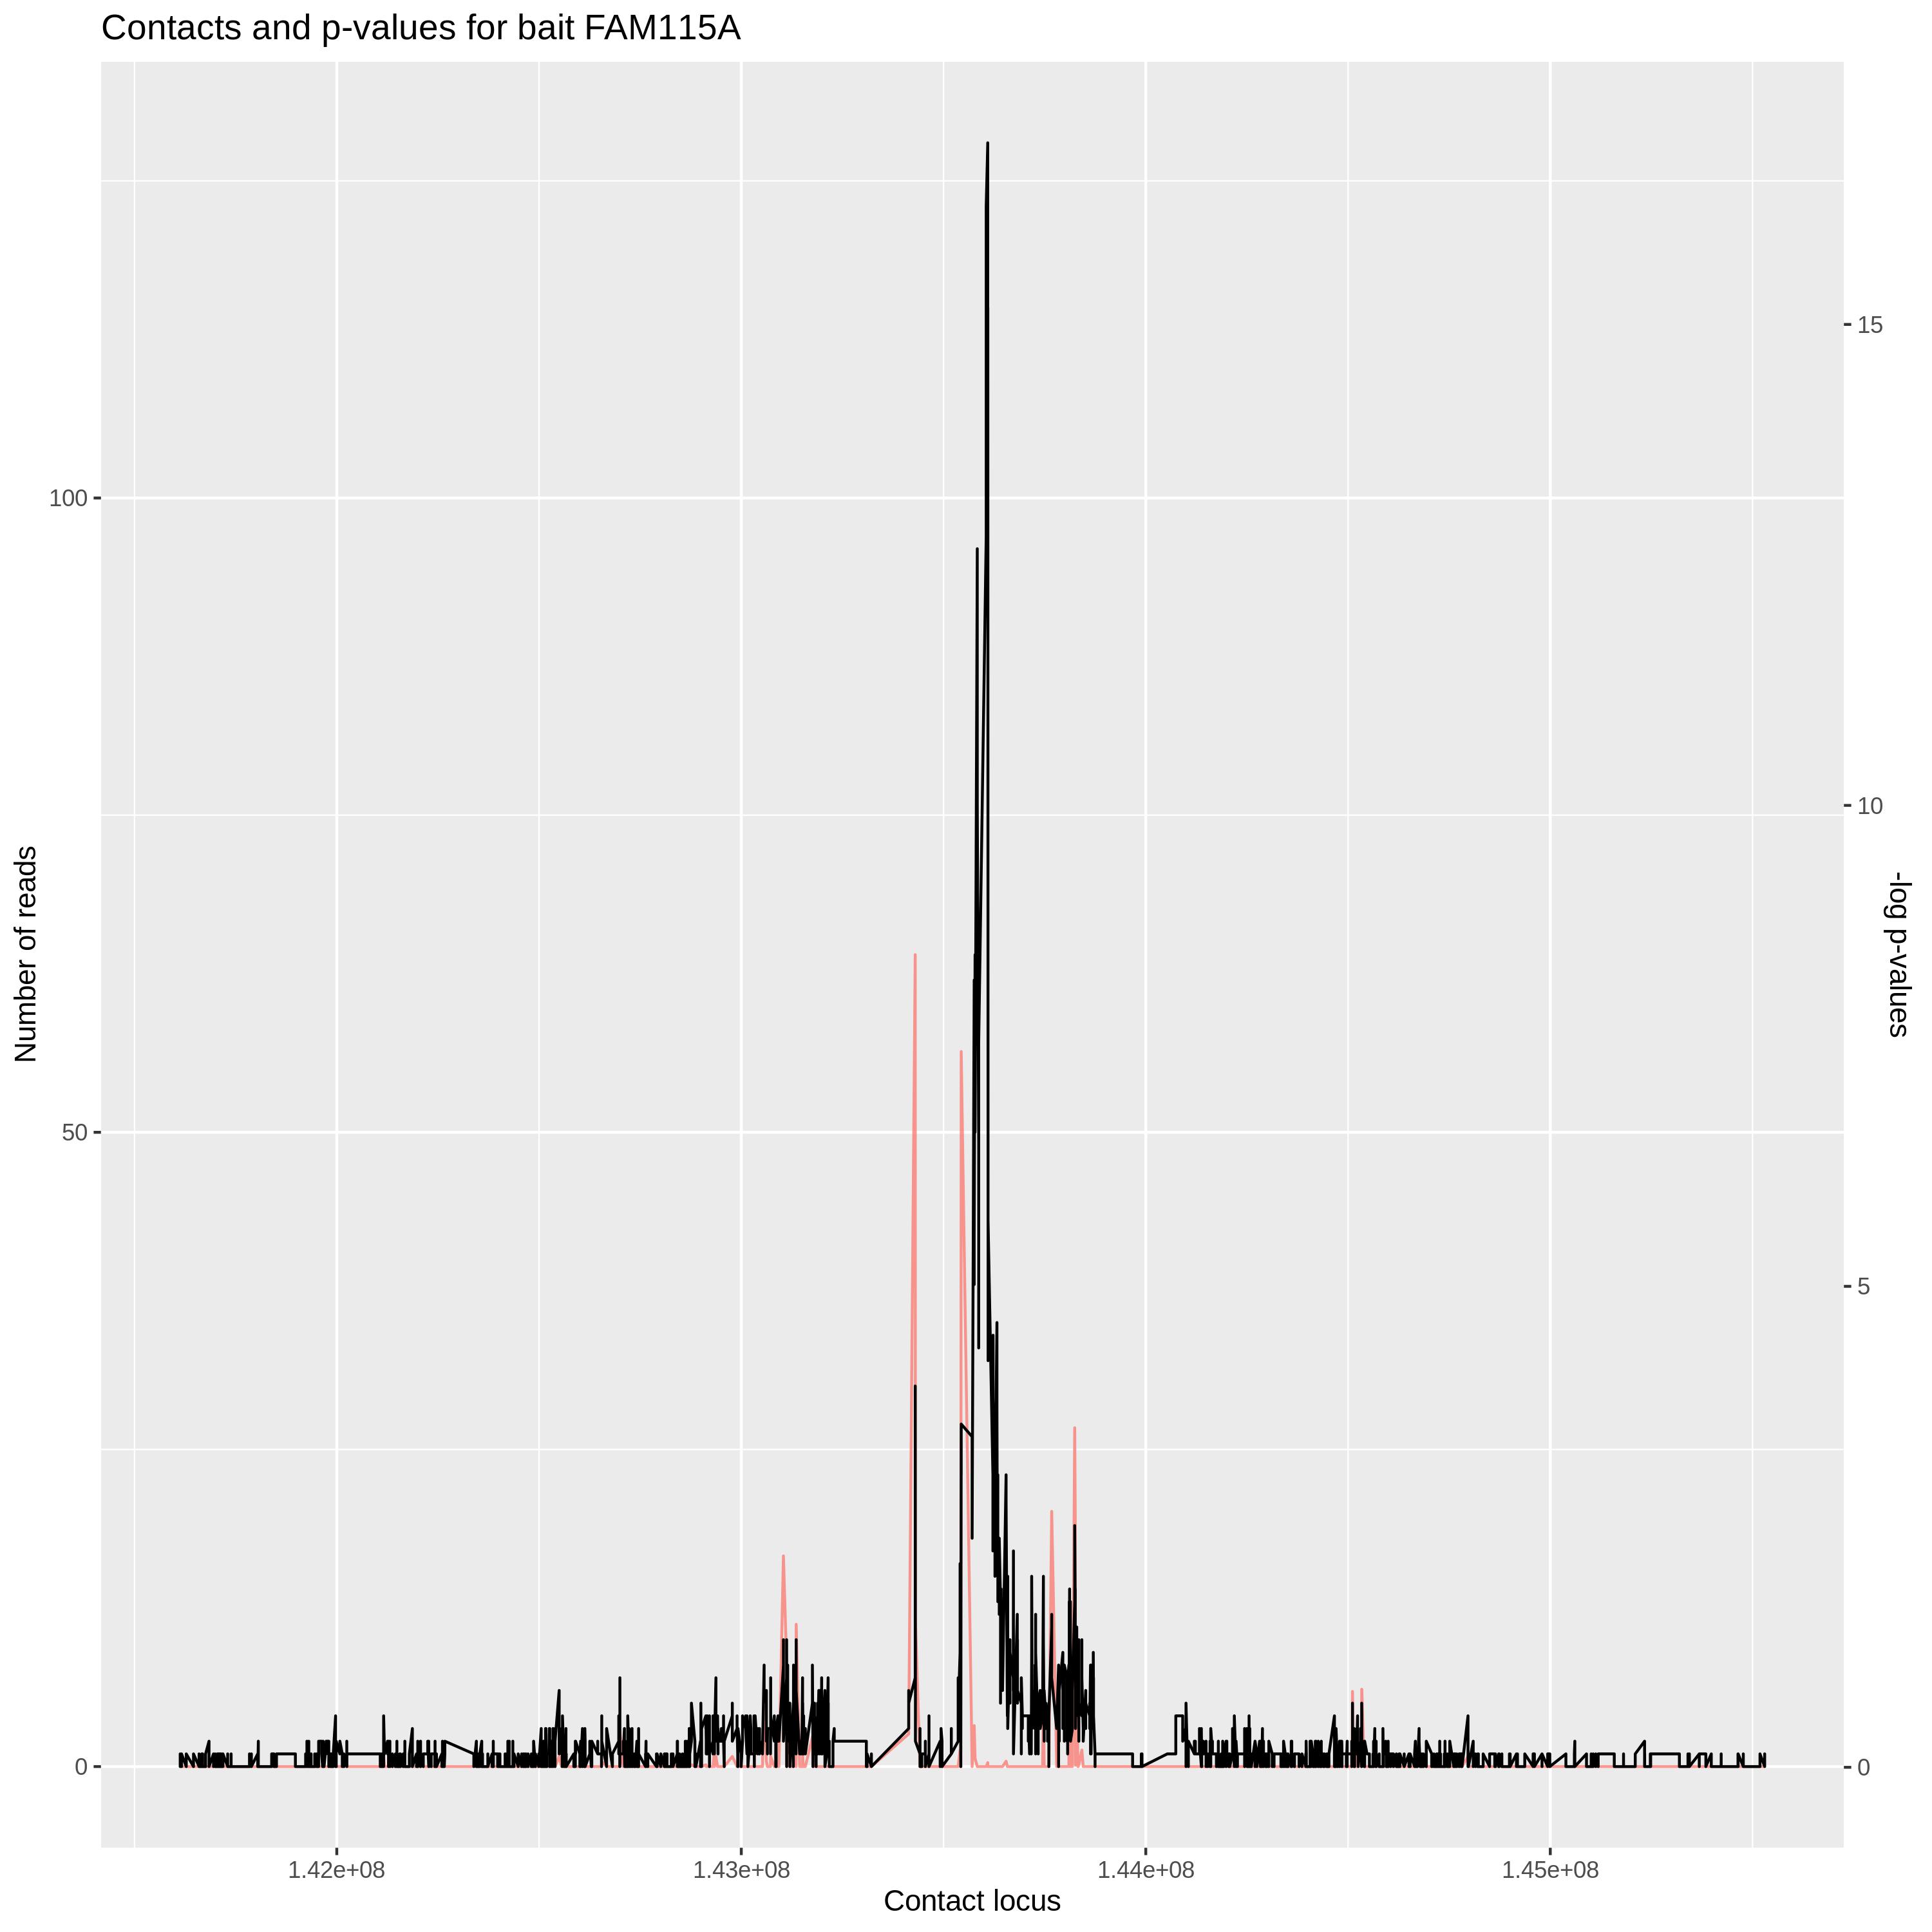 Contacts and p-values for bait FAM115A
Number of reads
100
50
0
15
10
5
0
-log p-values
1.42e+08
1.43e+08
1.44e+08
1.45e+08
Contact locus